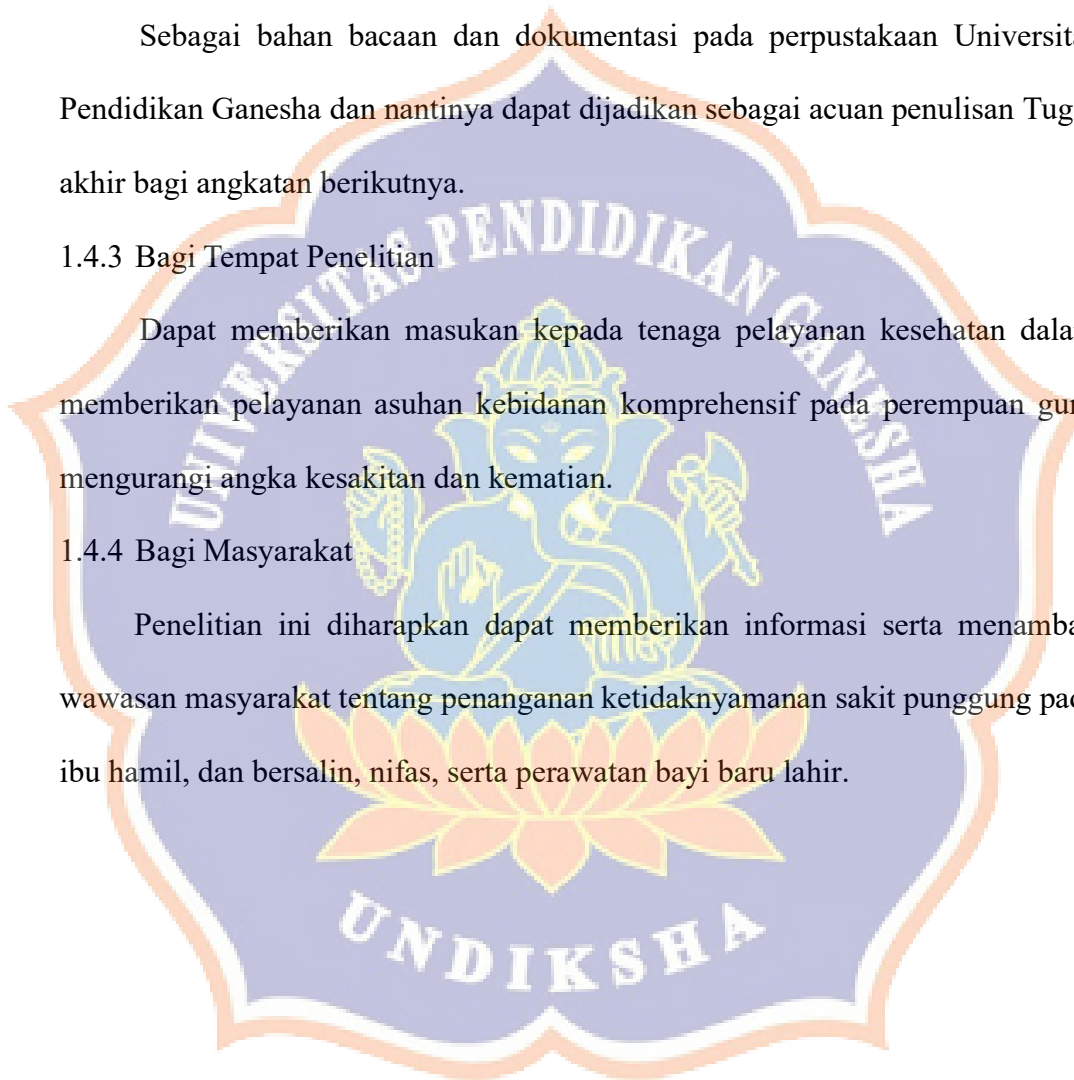 Sebagai bahan bacaan dan dokumentasi pada perpustakaan Universita
Pendidikan Ganesha dan nantinya dapat dijadikan sebagai acuan penulisan Tug
akhir bagi angkatan berikutnya.
1.4.3 Bagi Tempat Penelitian
UNIVERSITAS PENDIDIKAN GANESHA
Dapat memberikan masukan kepada tenaga pelayanan kesehatan dala
memberikan pelayanan asuhan kebidanan komprehensif pada perempuan gun
mengurangi angka kesakitan dan kematian.
1.4.4 Bagi Masyarakat
Penelitian ini diharapkan dapat memberikan informasi serta menamba
wawasan masyarakat tentang penanganan ketidaknyamanan sakit punggung pad
ibu hamil, dan bersalin, nifas, serta perawatan bayi baru lahir.
UNDIKSHA